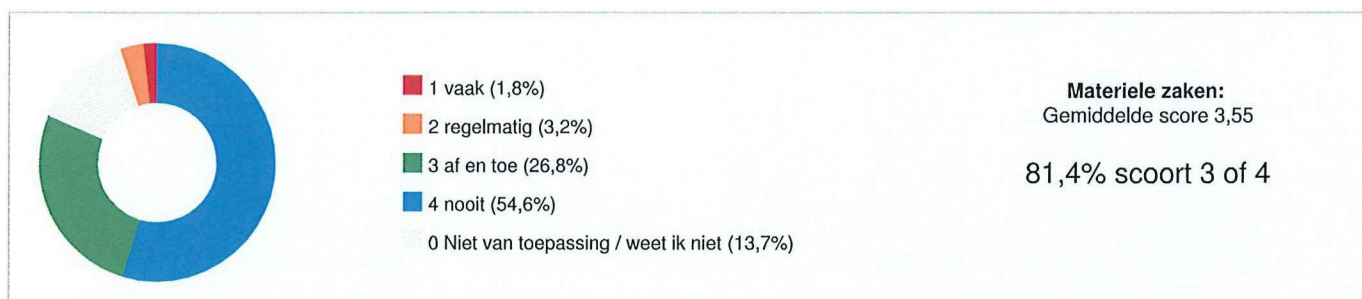 1 vaak (1,8%)
2 regelmatig (3,2%)
3 af en toe (26,8%)
4 nooit (54,6%)
0 Niet van toepassing / weet ik niet (13,7%)
Materiele zaken:
Gemiddelde score 3,55
81,4% scoort 3 of 4